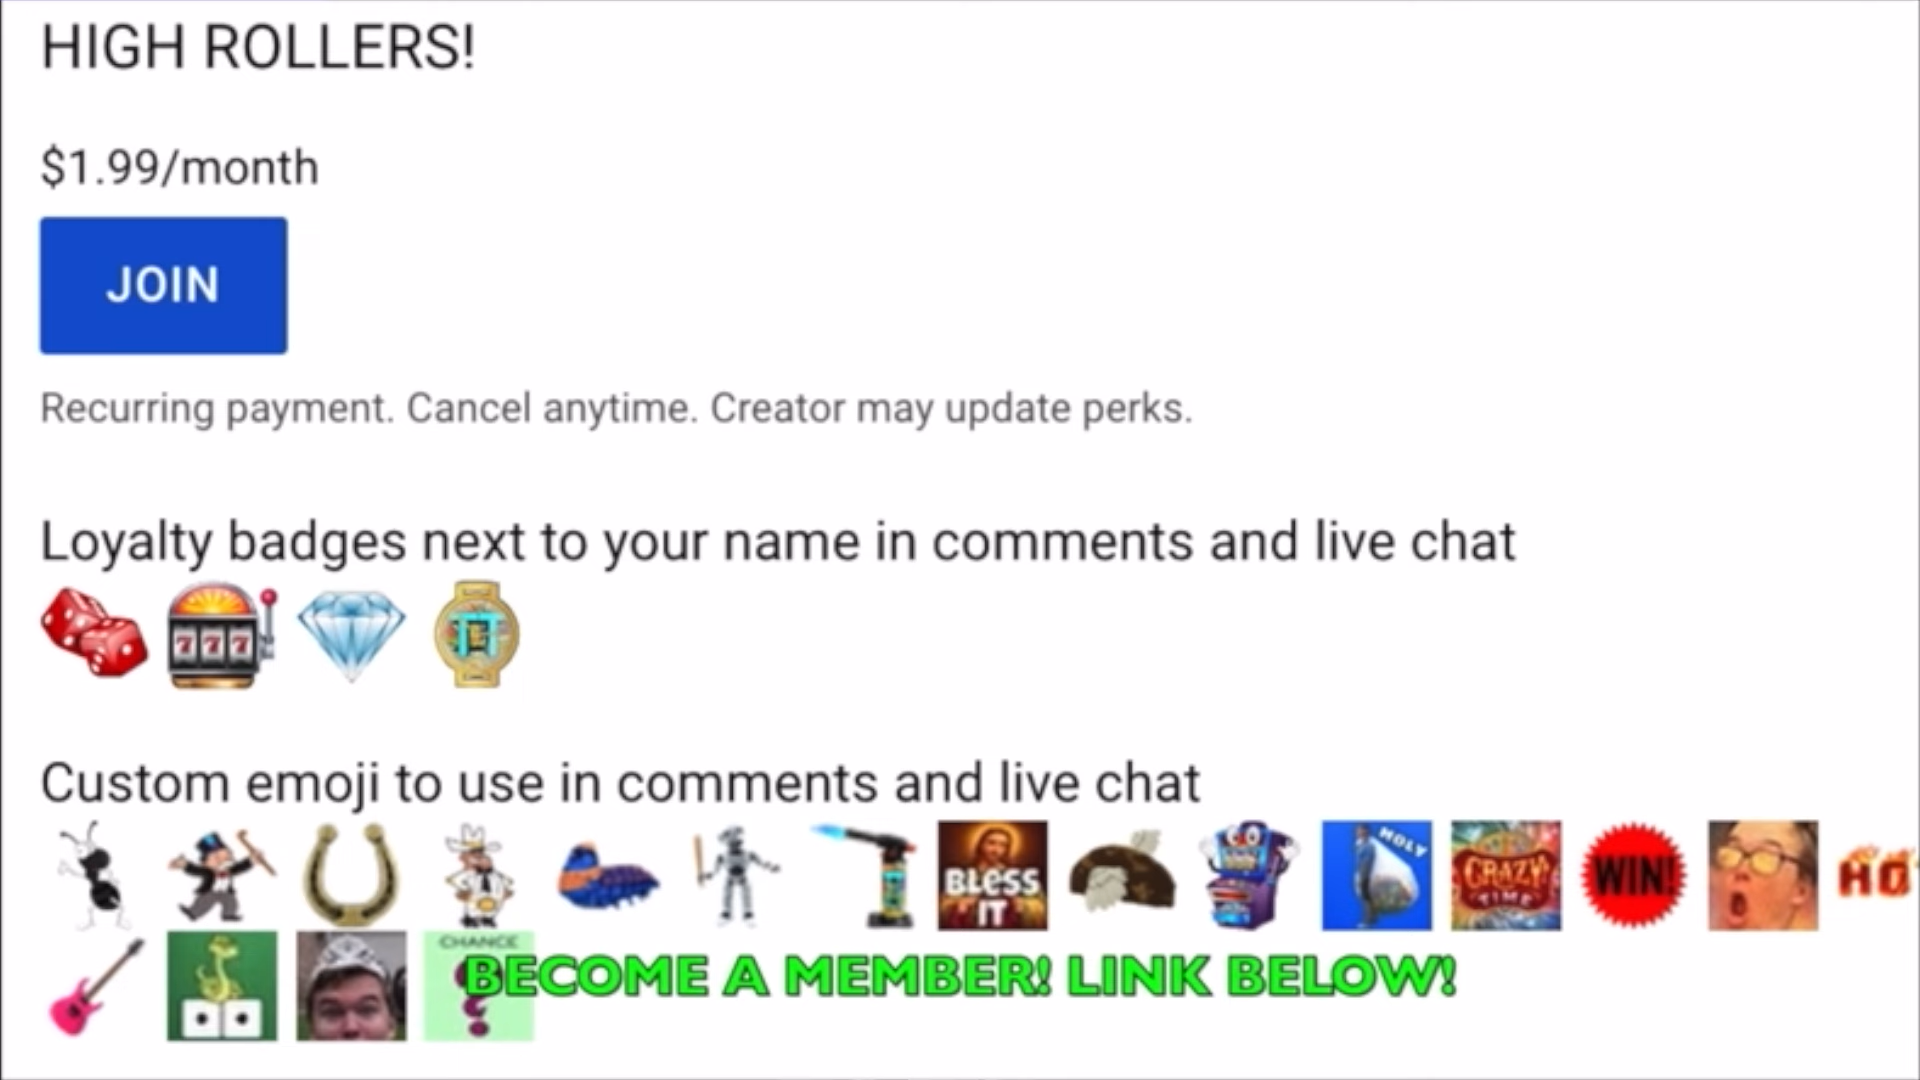 HIGH ROLLERS!
$1.99/month
JOIN
Recurring payment. Cancel anytime. Creator may update perks.
Loyalty badges next to your name in comments and live chat
777
Custom emoji to use in comments and live chat
BLESS
IT
HOLY
CRAZY
TIME
WIN!
HO
CHANCE
?
BECOME A MEMBER! LINK BELOW!